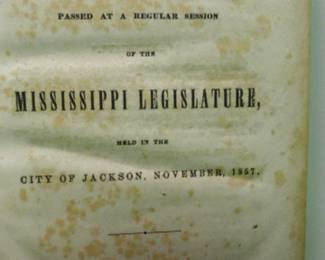 PASSED AT A REGULAR SESSION
OF THE
MISSISSIPPI LEGISLATURE,
HELD IN THE
CITY OF JACKSON, NOVEMBER, 1857.